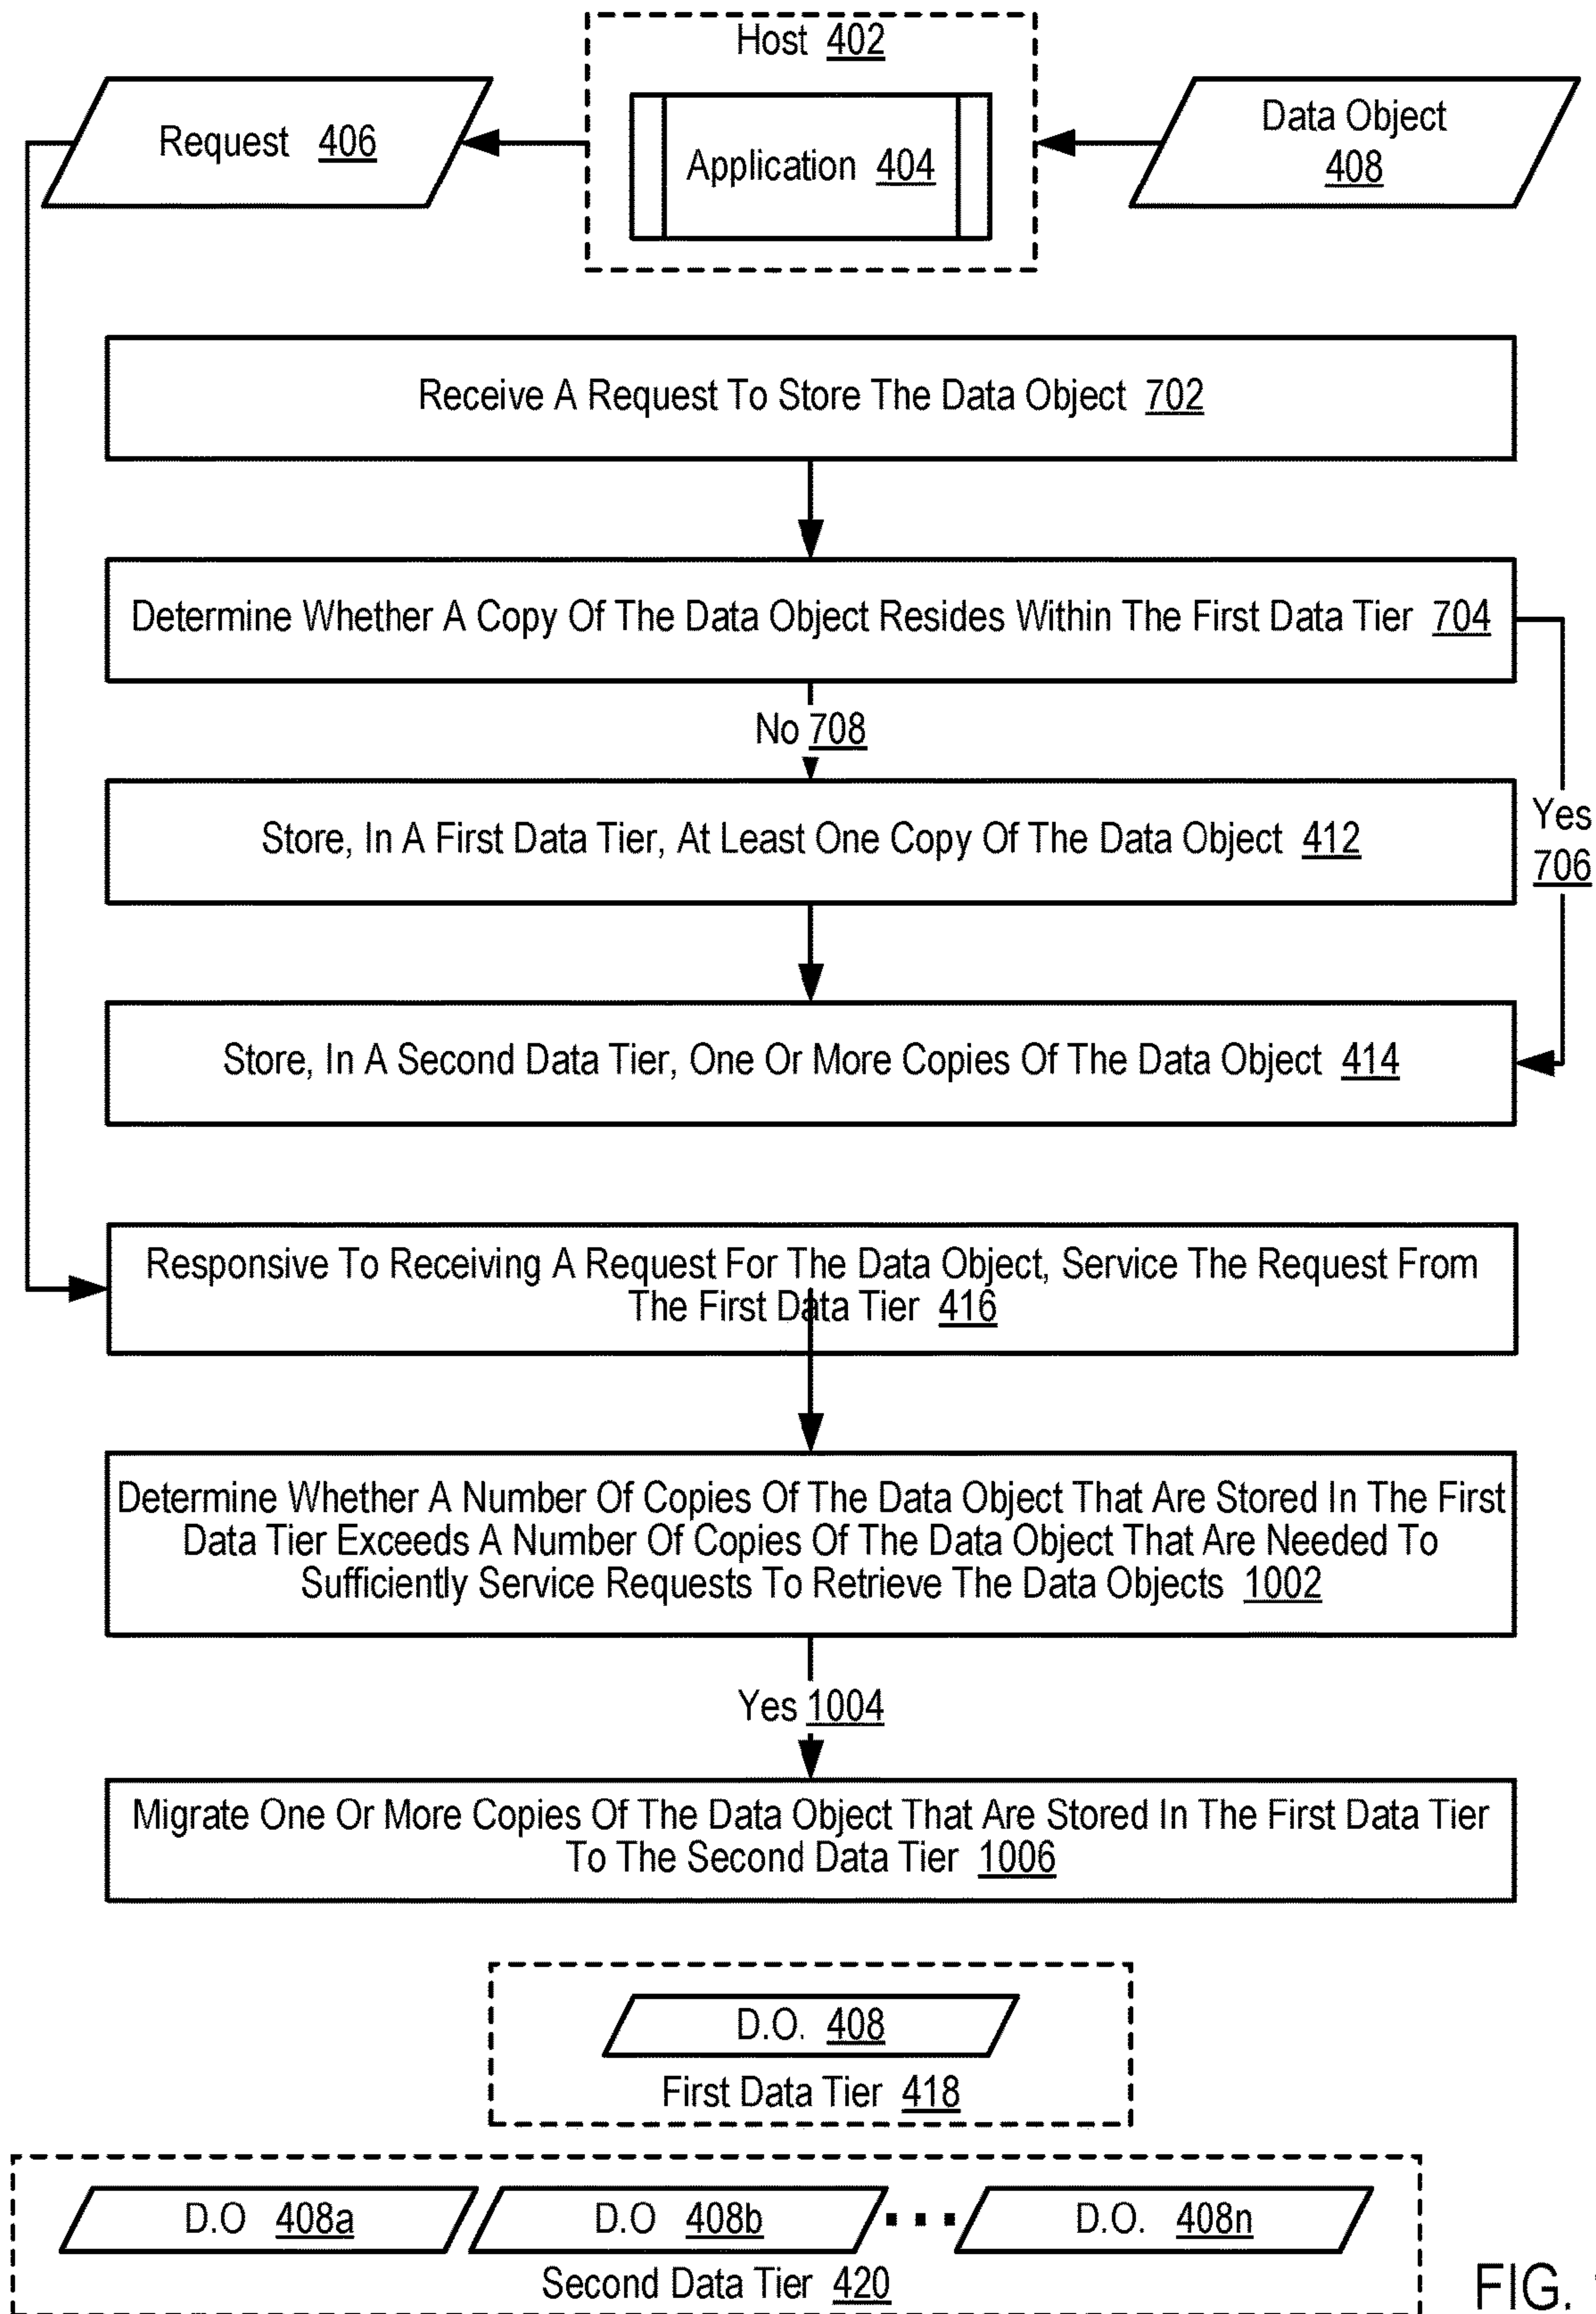 Host 402
Request 406
Application 404
Data Object
408
Receive A Request To Store The Data Object 702
Determine Whether A Copy Of The Data Object Resides Within The First Data Tier 704
No 708
Yes
706
Store, In A First Data Tier, At Least One Copy Of The Data Object 412
Store, In A Second Data Tier, One Or More Copies Of The Data Object 414
Responsive To Receiving A Request For The Data Object, Service The Request From
The First Data Tier 416
Determine Whether A Number Of Copies Of The Data Object That Are Stored In The First
Data Tier Exceeds A Number Of Copies Of The Data Object That Are Needed To
Sufficiently Service Requests To Retrieve The Data Objects 1002
Yes 1004
Migrate One Or More Copies Of The Data Object That Are Stored In The First Data Tier
To The Second Data Tier 1006
D.O. 408
First Data Tier 418
D.O 408a
D.O 408b
D.O. 408n
Second Data Tier 420
FIG.